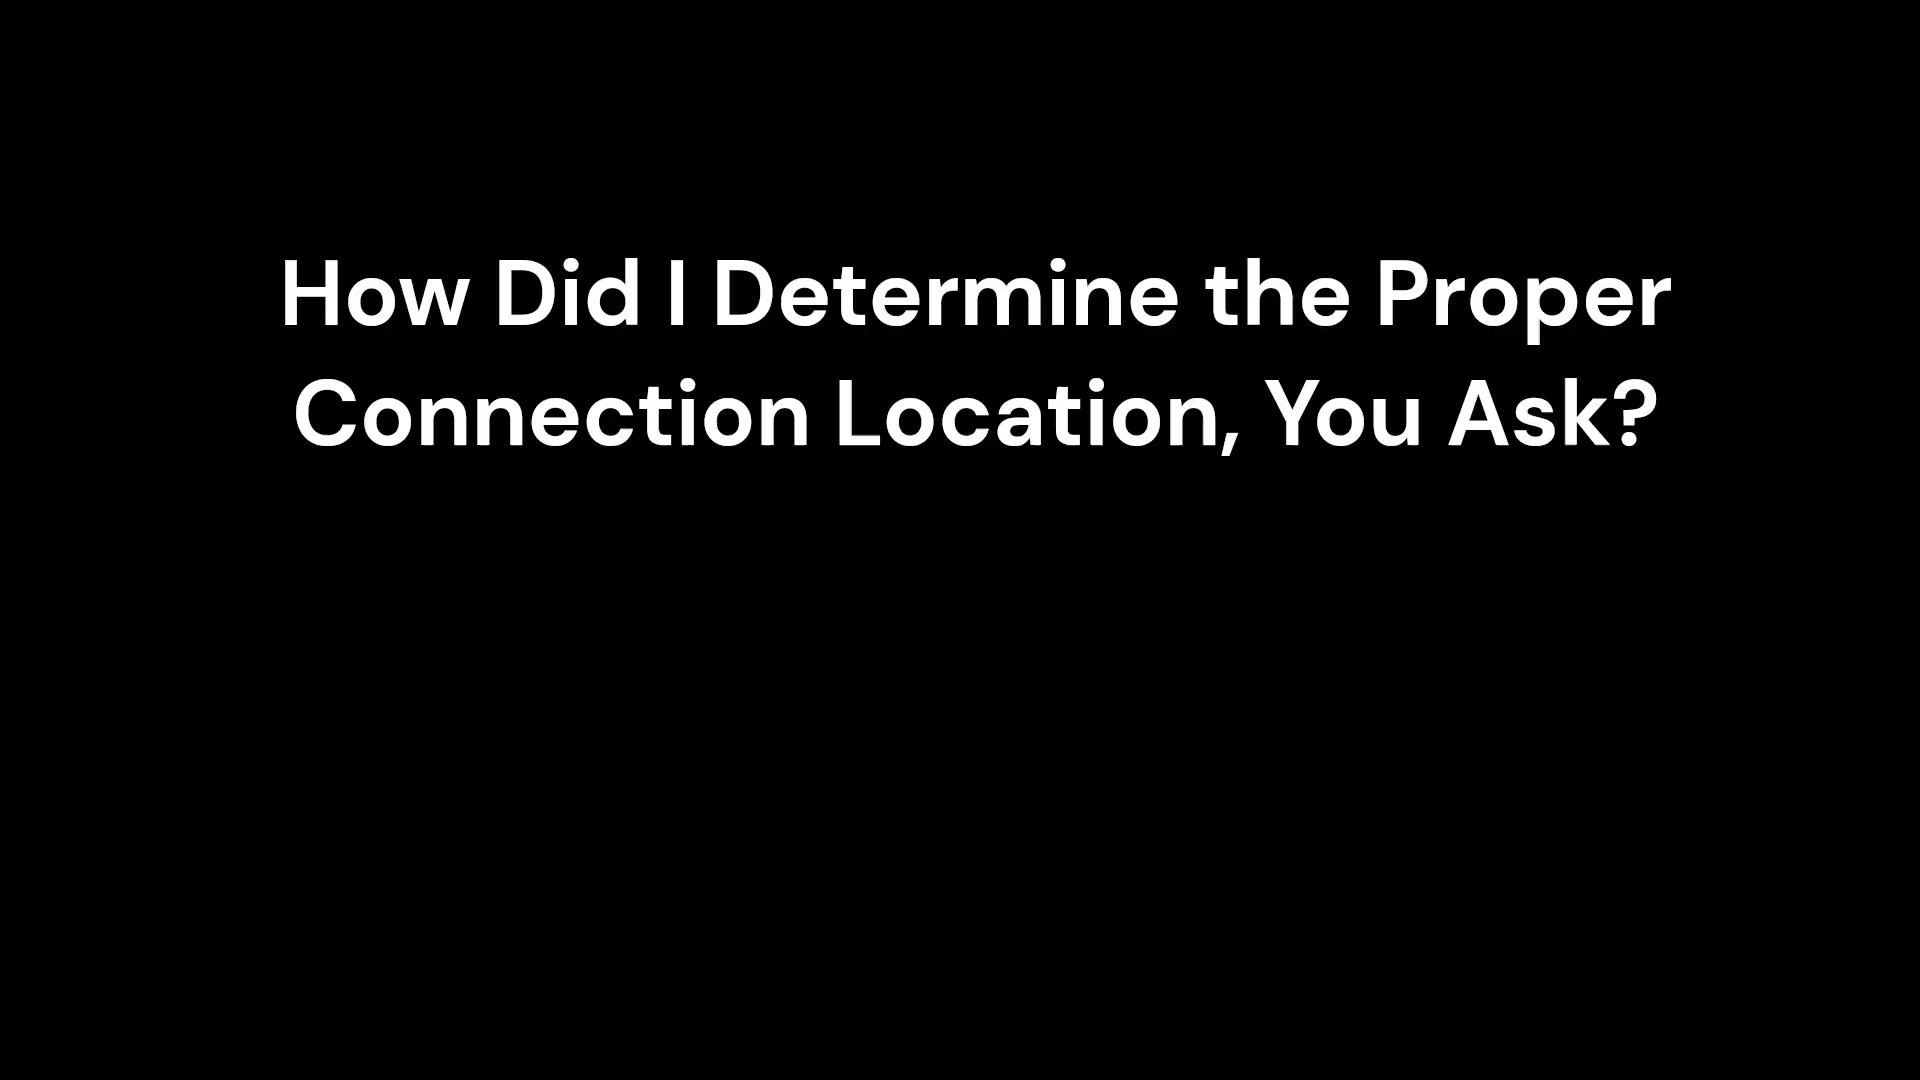 How Did I Determine the Proper
Connection Location, You Ask?